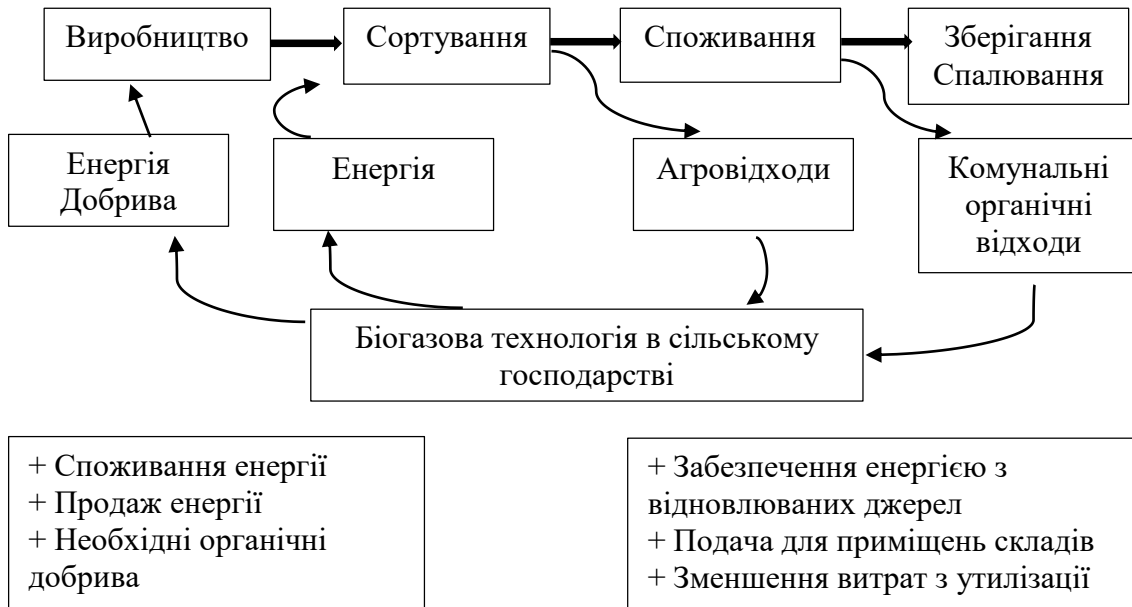 Виробництво
Сортування
Споживання
Зберігання
Спалювання
Енергія
Добрива
Енергія
Агровідходи
Комунальні
органічні
відходи
Біогазова технологія в сільському
господарстві
+ Споживання енергії
+ Продаж енергії
+ Необхідні органічні
добрива
+ Забезпечення енергією з
відновлюваних джерел
+ Подача для приміщень складів
+ Зменшення витрат з утилізації